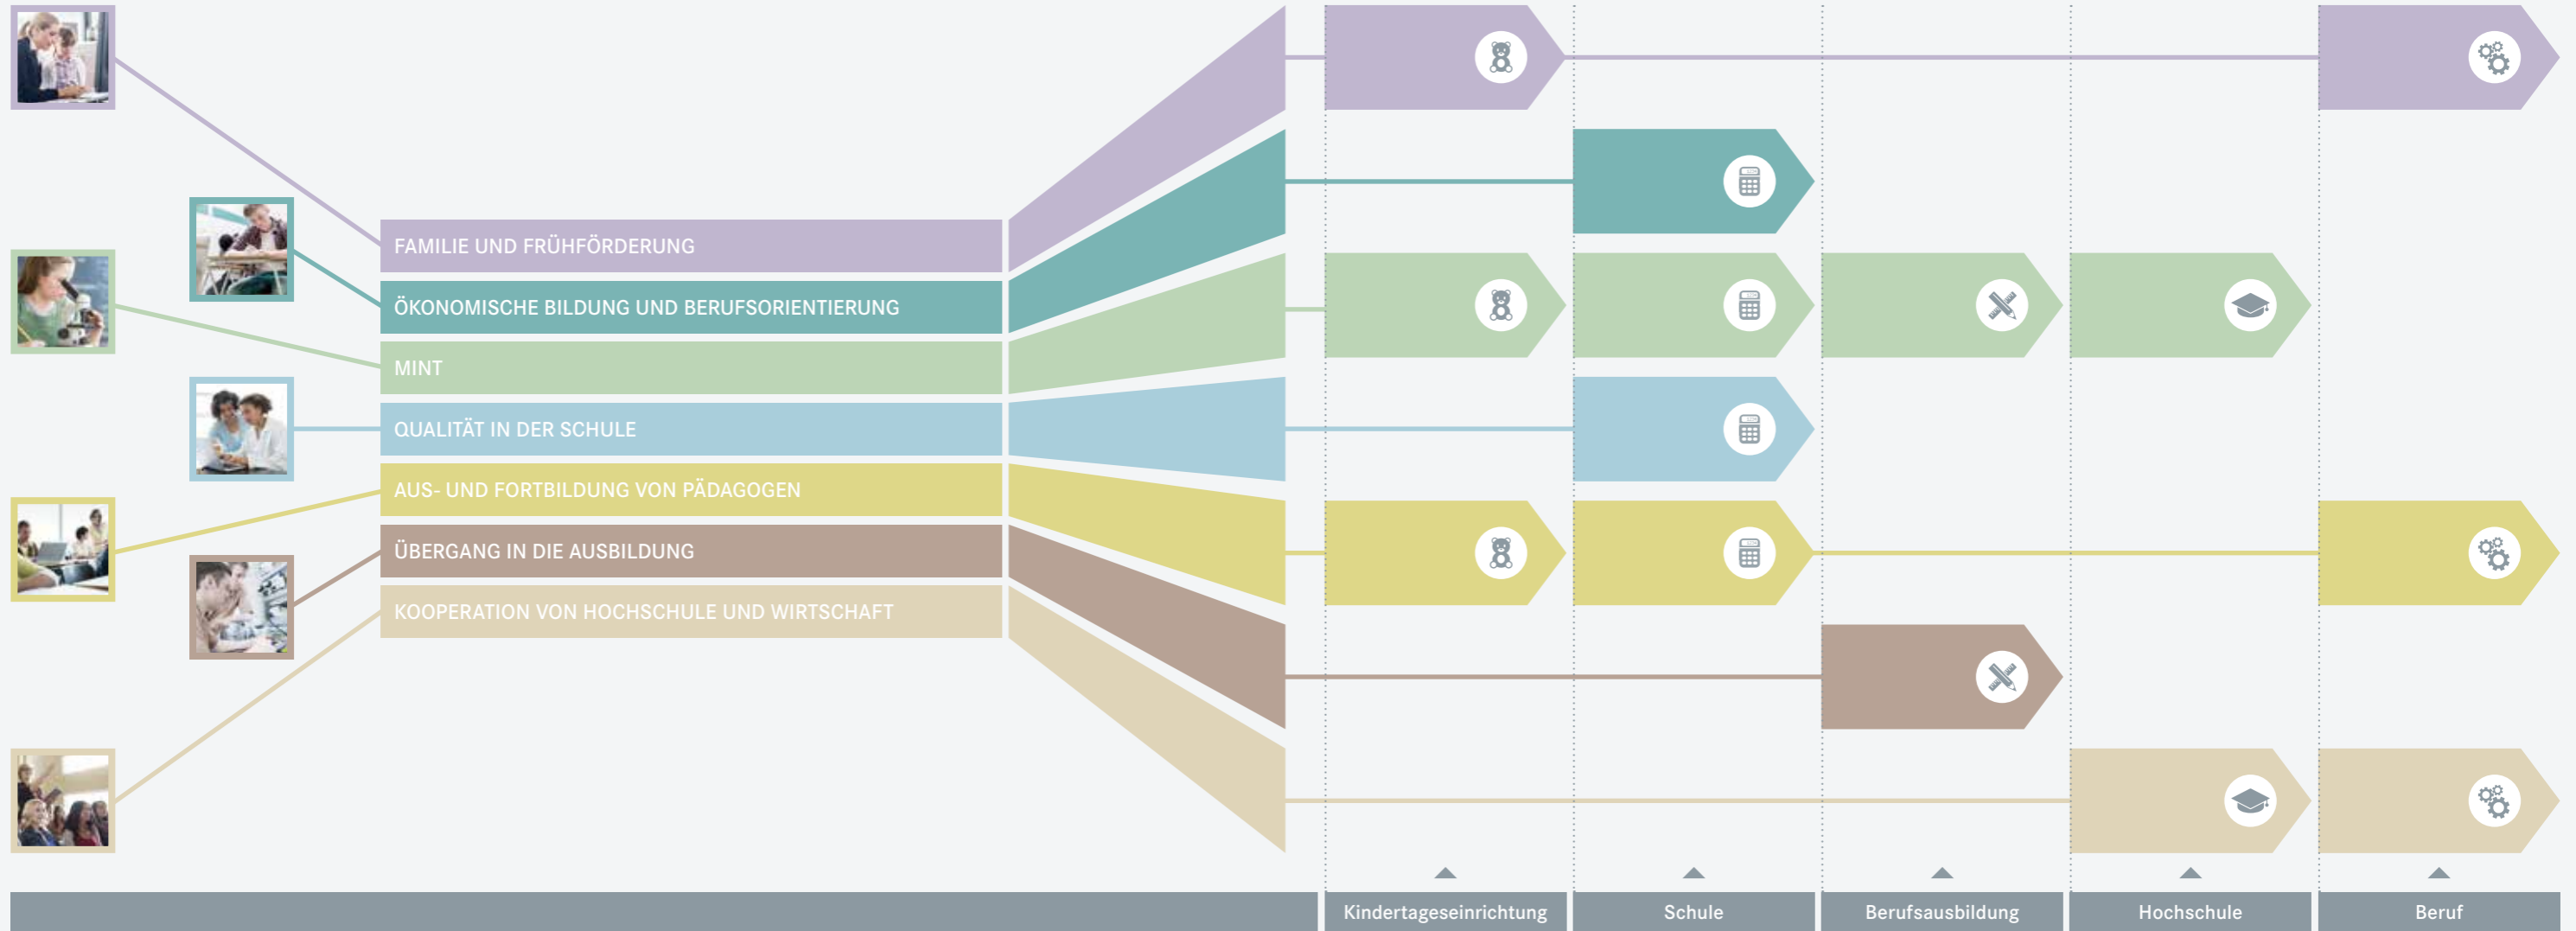 FAMILIE UND FRÜHFÖRDERUNG
ÖKONOMISCHE BILDUNG UND BERUFSORIENTIERUNG
MINT
QUALITÄT IN DER SCHULE
AUS- UND FORTBILDUNG VON PÄDAGOGEN
ÜBERGANG IN DIE AUSBILDUNG
KOOPERATION VON HOCHSCHULE UND WIRTSCHAFT
Kindertageseinrichtung
Schule
Berufsausbildung
Hochschule
Beruf